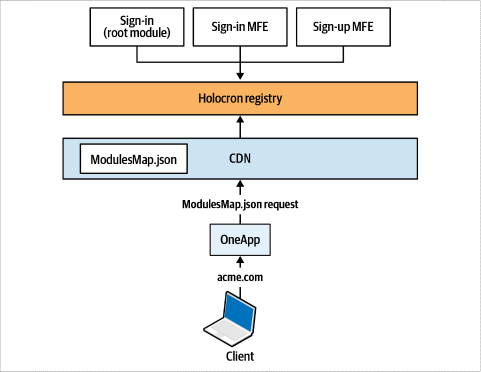 Sign-in
(root module)
Sign-in MFE
Sign-up MFE
Holocron registry
ModulesMap.json
CDN
ModulesMap.json request
OneApp
acme.com
Client